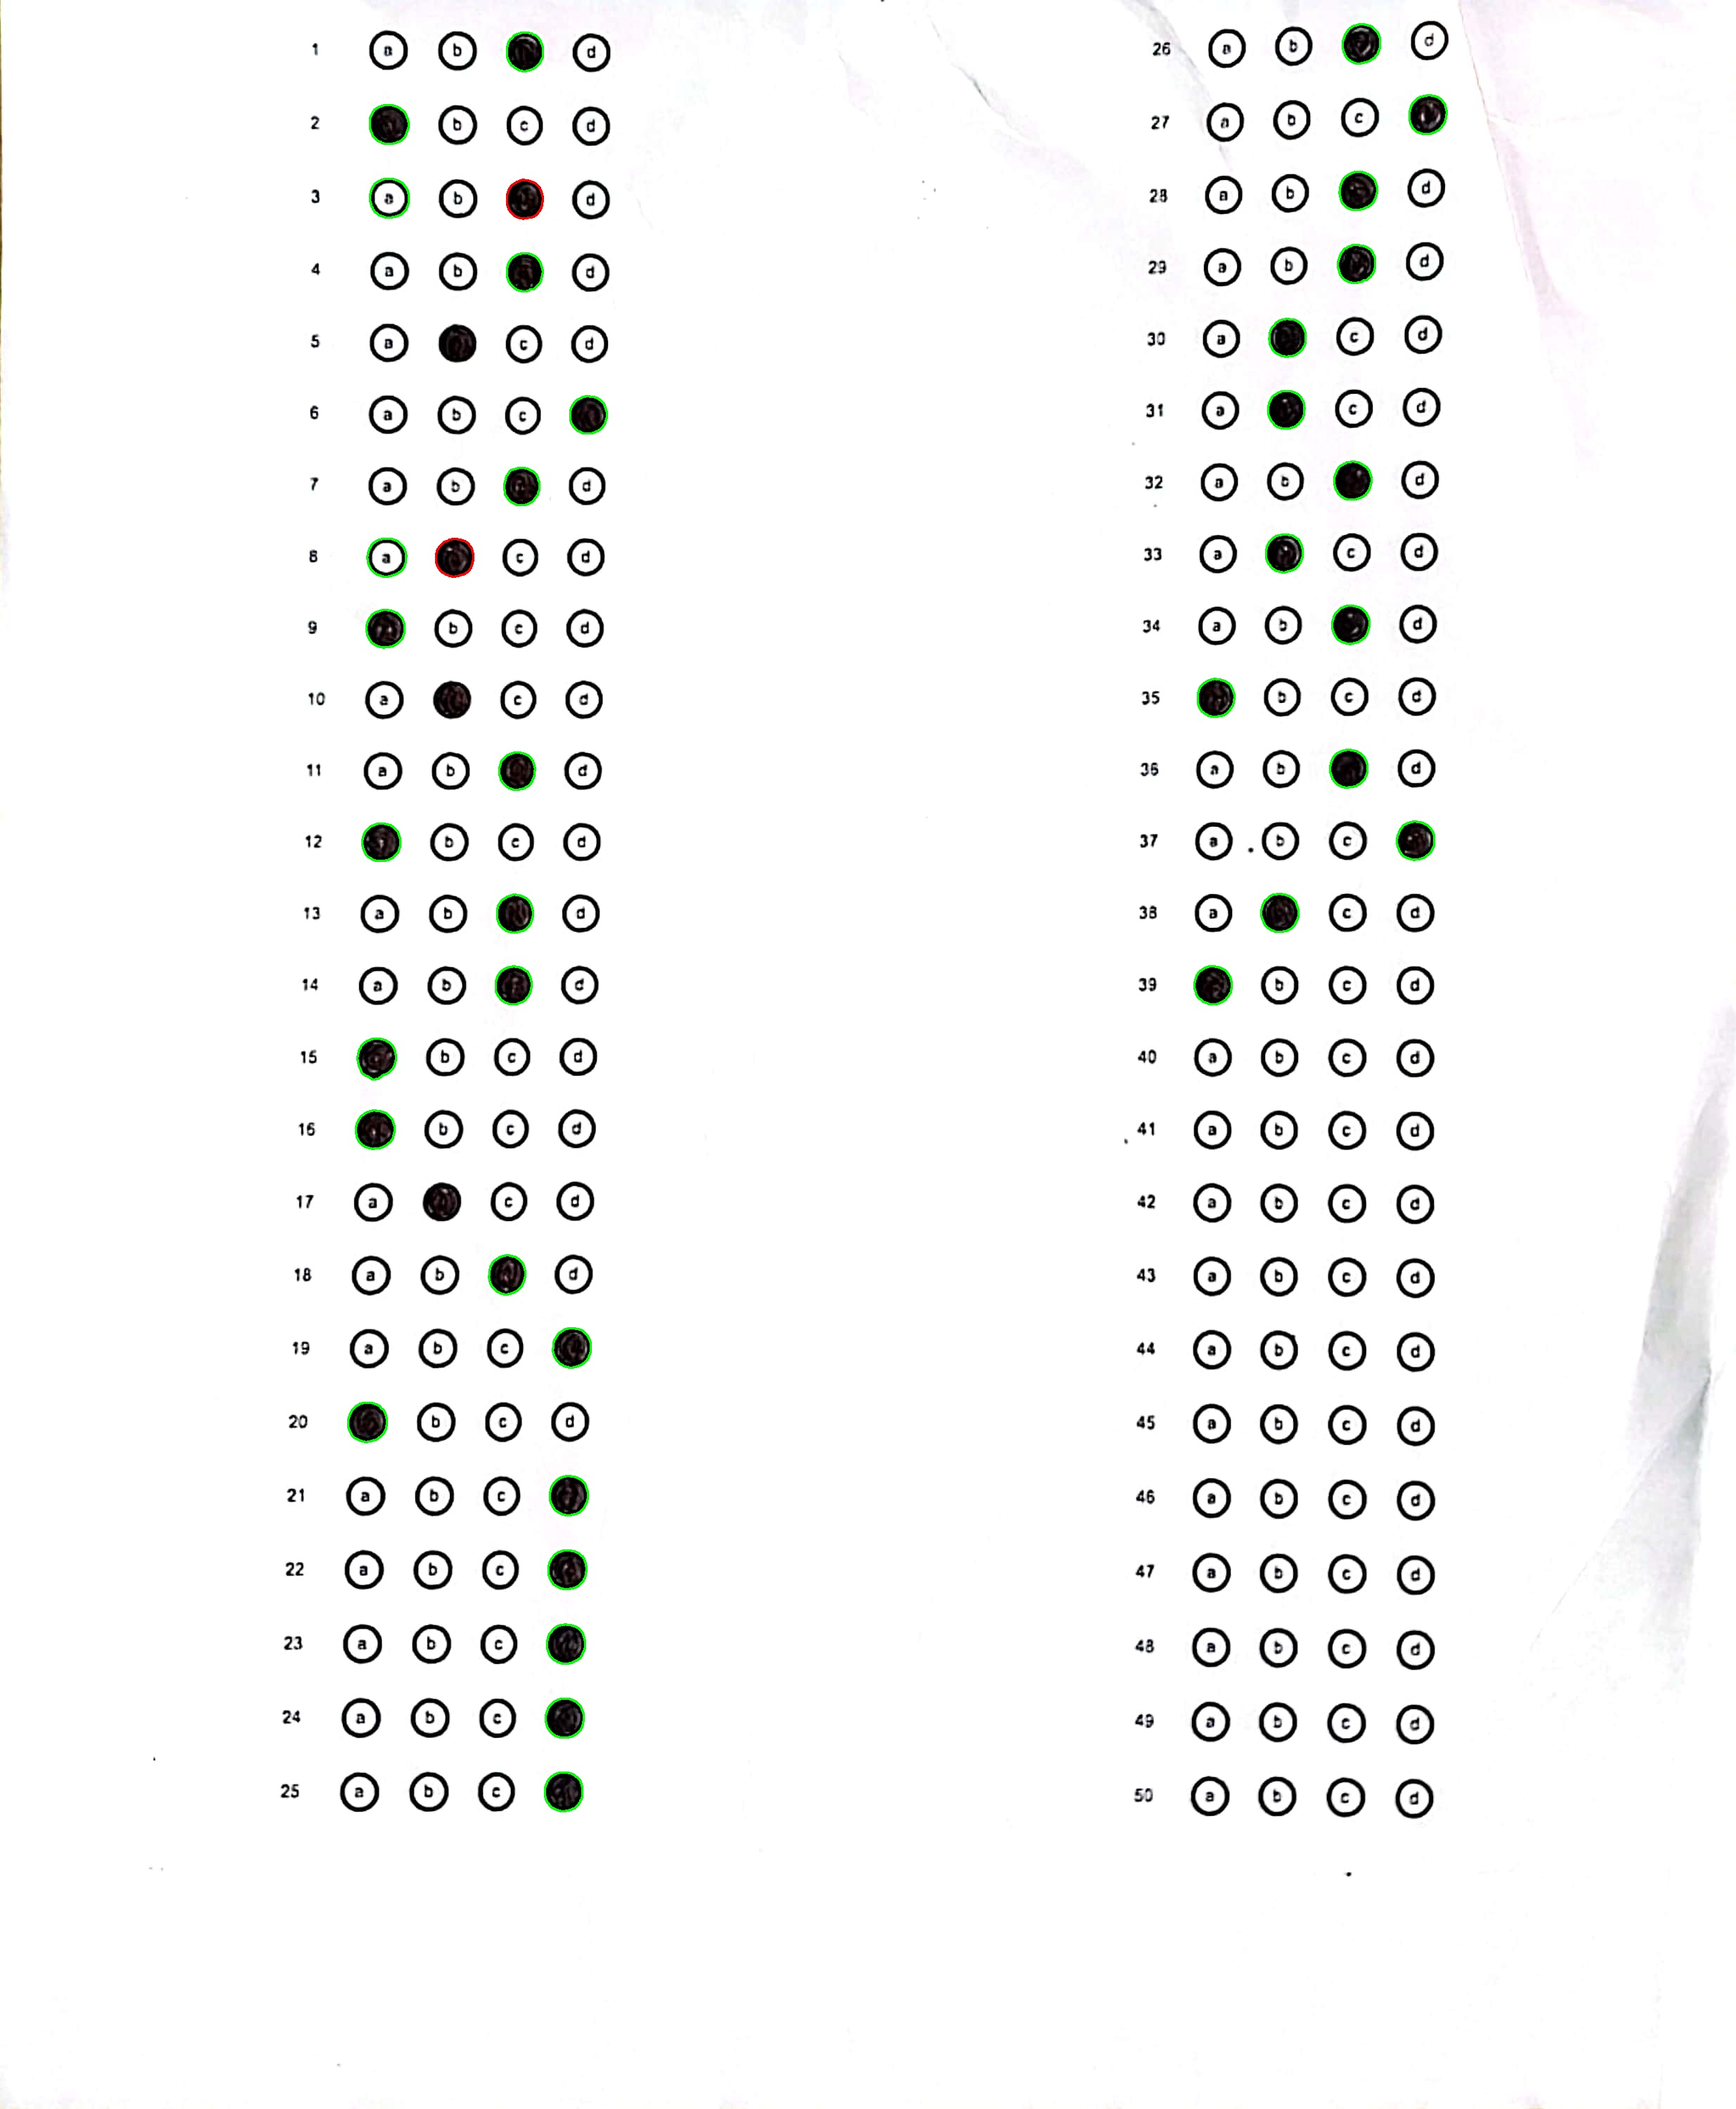 1 a b d
2 b c d
3 a b d
4 a b d
5 a c d
6 a b c
7 a b d
8 a c d
9 b c d
10 a c d
11 a b d
12 b c d
13 a b d
14 a b d
15 b c d
16 b c d
17 a c d
18 a b d
19 a b c
20 b c d
21 a b c
22 a b c
23 a b c
24 a b c
25 a b c
26 a b d
27 a b c
28 a b d
29 a b d
30 a c d
31 a c d
32 a b d
33 a c d
34 a b d
35 b c d
36 a b d
37 a b c
38 a c d
39 b c d
40 a b c d
41 a b c d
42 a b c d
43 a b c d
44 a b c d
45 a b c d
46 a b c d
47 a b c d
48 a b c d
49 a b c d
50 a b c d